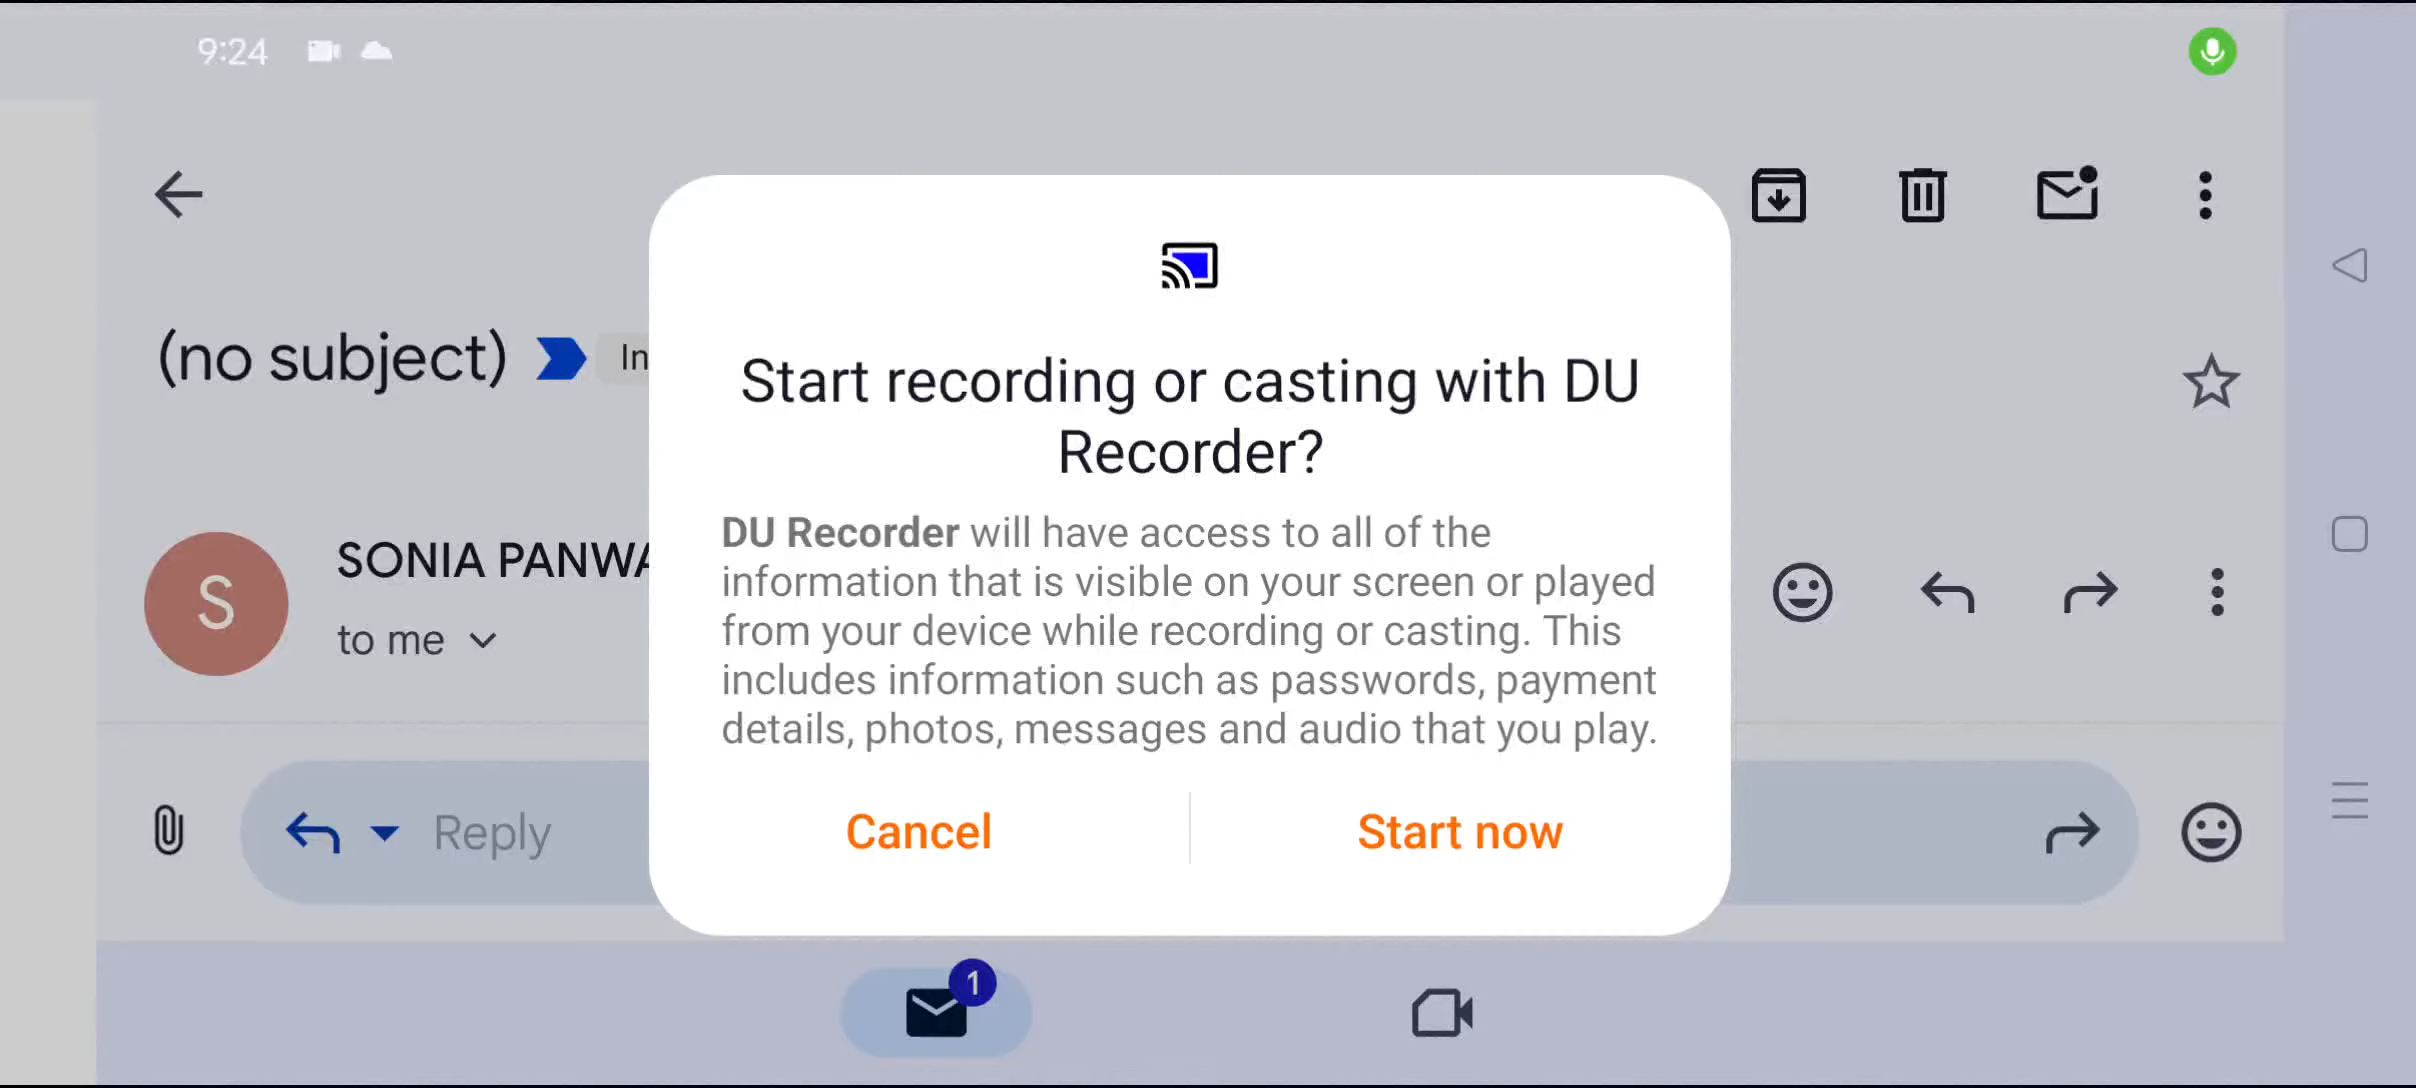 9:24
(no subject)
In
Start recording or casting with DU
Recorder?
DU Recorder will have access to all of the
information that is visible on your screen or played
from your device while recording or casting. This
includes information such as passwords, payment
details, photos, messages and audio that you play.
S
SONIA PANWA
to me
Reply
Cancel
Start now
1